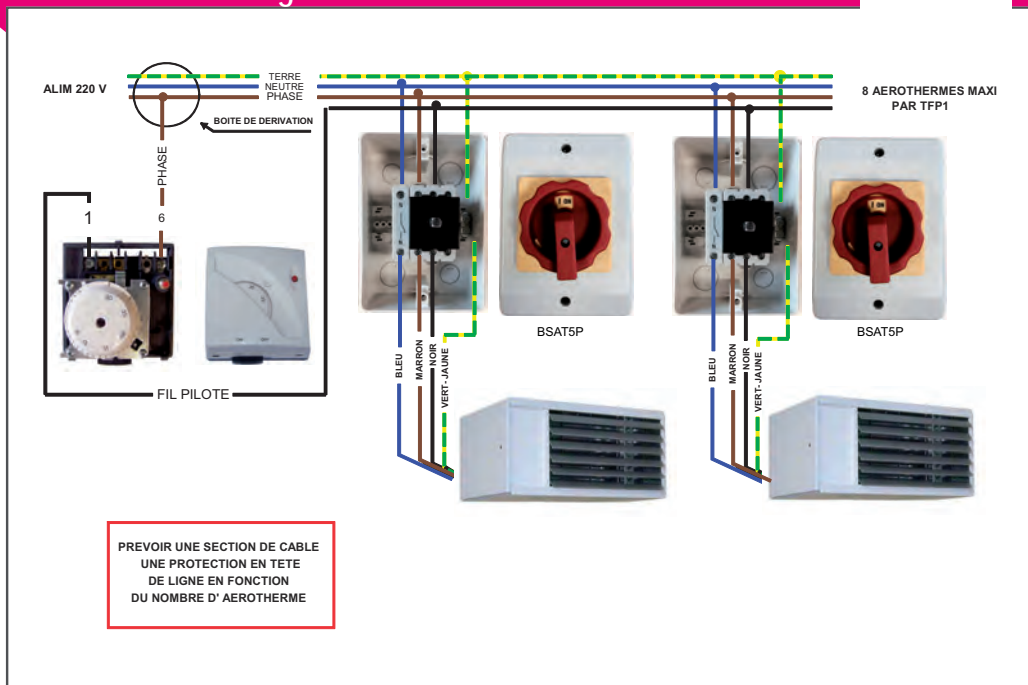 TERRE
NEUTRE
PHASE
ALIM 220 V
8 AEROTHERMES MAXI
PAR TFP1
BOITE DE DERIVATION
PHASE
1
6
BSAT5P
BSAT5P
BLEU
MARRON
NOIR
VERT-JAUNE
BLEU
MARRON
NOIR
VERT-JAUNE
FIL PILOTE
PREVOIR UNE SECTION DE CABLE
UNE PROTECTION EN TETE
DE LIGNE EN FONCTION
DU NOMBRE D' AEROTHERME